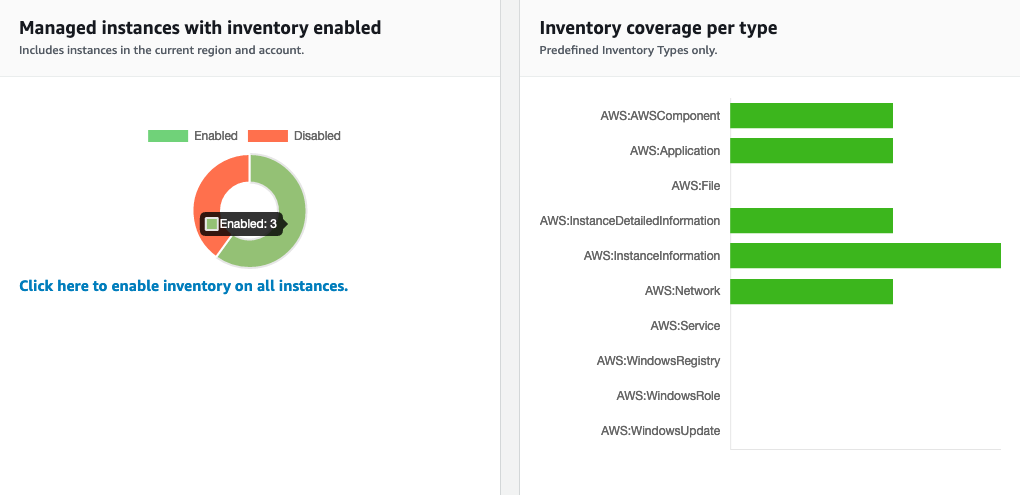 Managed instances with inventory enabled
Includes instances in the current region and account.
Enabled
Disabled
Enabled: 3
Click here to enable inventory on all instances.
Inventory coverage per type
Predefined Inventory Types only.
AWS:AWSComponent
AWS:Application
AWS:File
AWS:InstanceDetailedInformation
AWS:InstanceInformation
AWS:Network
AWS:Service
AWS:WindowsRegistry
AWS:WindowsRole
AWS:WindowsUpdate